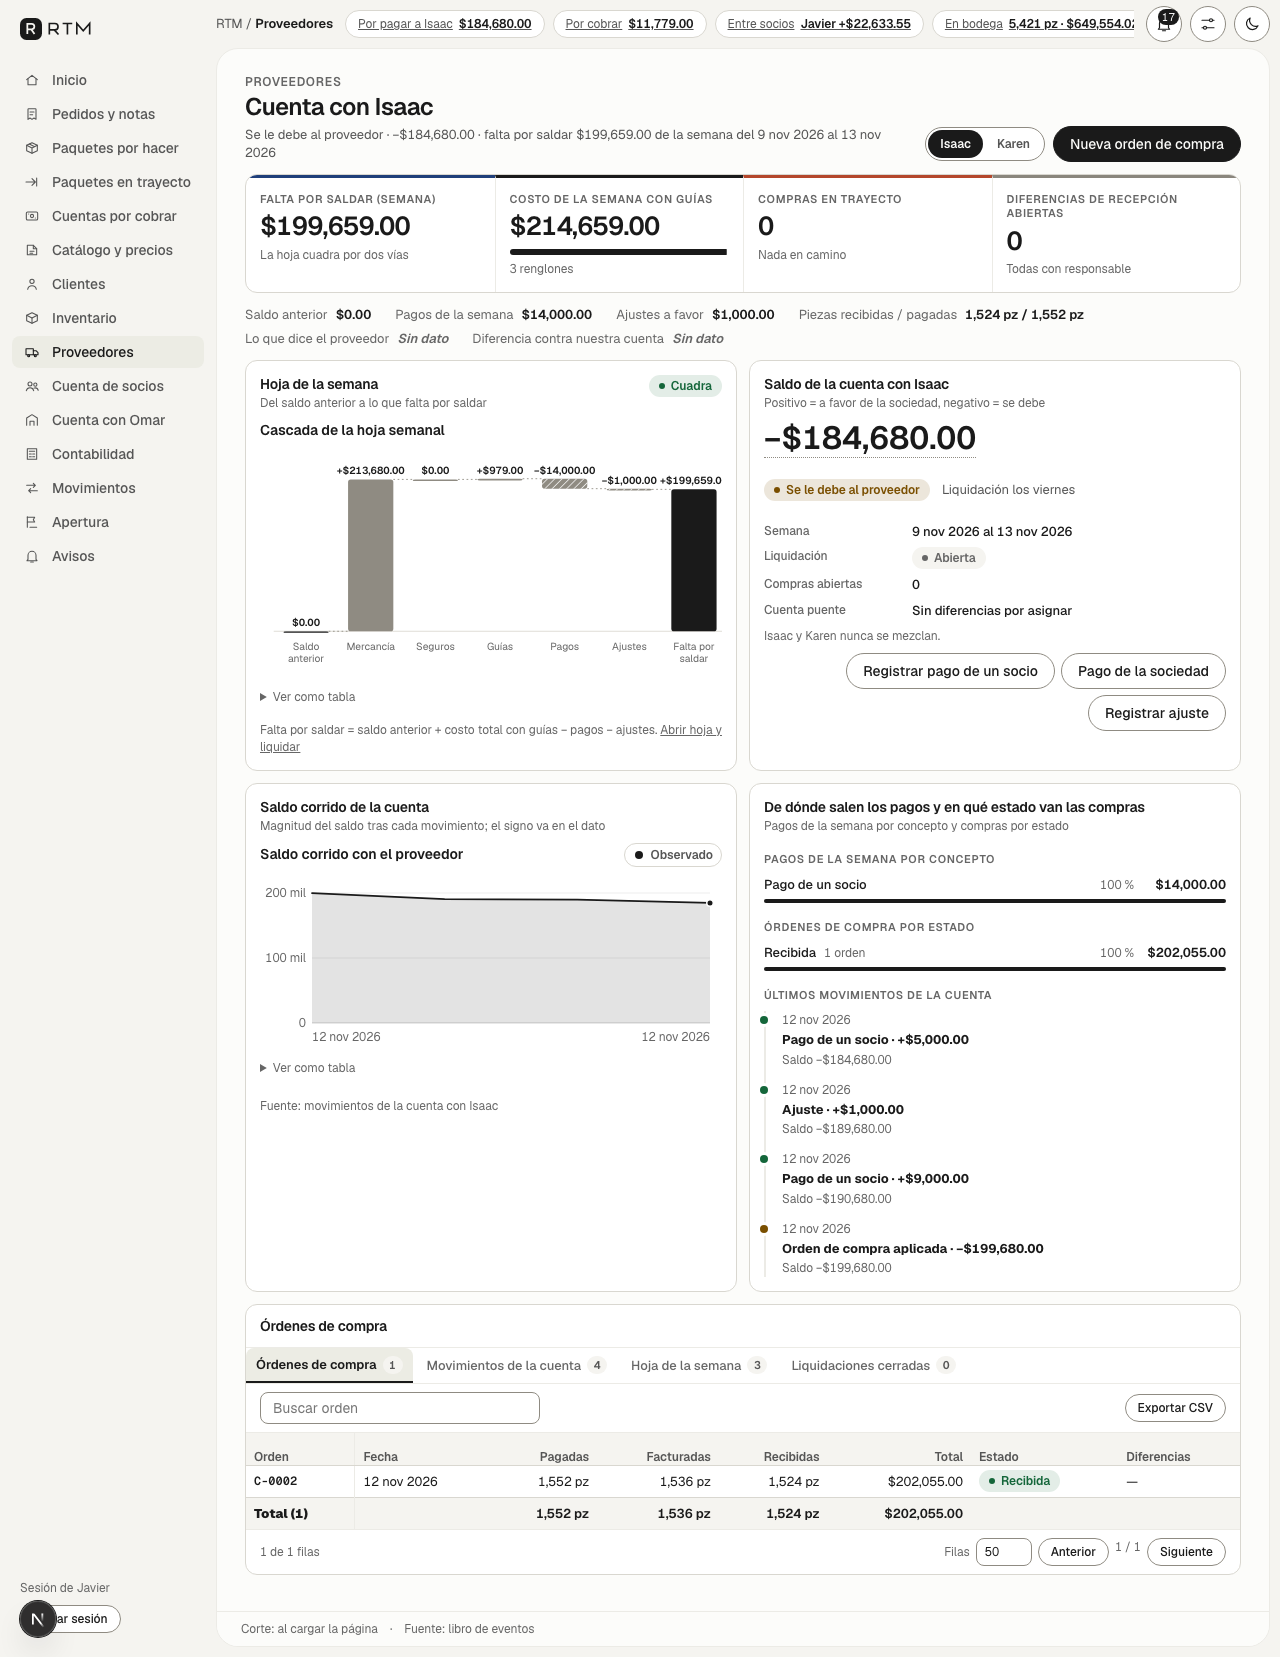 R RTM
Inicio
Pedidos y notas
Paquetes por hacer
Paquetes en trayecto
Cuentas por cobrar
Catálogo y precios
Clientes
Inventario
Proveedores
Cuenta de socios
Cuenta con Omar
Contabilidad
Movimientos
Apertura
Avisos
Sesión de Javier
N ar sesión
RTM / Proveedores
Por pagar a Isaac $184,680.00
Por cobrar $11,779.00
Entre socios Javier +$22,633.55
En bodega 5,421 pz · $649,554.02
17
PROVEEDORES
Cuenta con Isaac
Se le debe al proveedor · −$184,680.00 · falta por saldar $199,659.00 de la semana del 9 nov 2026 al 13 nov
2026
Isaac Karen
Nueva orden de compra
FALTA POR SALDAR (SEMANA)
$199,659.00
La hoja cuadra por dos vías
COSTO DE LA SEMANA CON GUÍAS
$214,659.00
3 renglones
COMPRAS EN TRAYECTO
0
Nada en camino
DIFERENCIAS DE RECEPCIÓN
ABIERTAS
0
Todas con responsable
Saldo anterior $0.00 Pagos de la semana $14,000.00 Ajustes a favor $1,000.00 Piezas recibidas / pagadas 1,524 pz / 1,552 pz
Lo que dice el proveedor Sin dato Diferencia contra nuestra cuenta Sin dato
Hoja de la semana
Cuadra
Del saldo anterior a lo que falta por saldar
Cascada de la hoja semanal
+$213,680.00 $0.00 +$979.00 −$14,000.00 −$1,000.00 +$199,659.0
$0.00
Saldo anterior
Mercancía
Seguros
Guías
Pagos
Ajustes
Falta por saldar
Ver como tabla
Falta por saldar = saldo anterior + costo total con guías − pagos − ajustes. Abrir hoja y
liquidar
Saldo de la cuenta con Isaac
Positivo = a favor de la sociedad, negativo = se debe
−$184,680.00
Se le debe al proveedor Liquidación los viernes
Semana 9 nov 2026 al 13 nov 2026
Liquidación Abierta
Compras abiertas 0
Cuenta puente Sin diferencias por asignar
Isaac y Karen nunca se mezclan.
Registrar pago de un socio
Pago de la sociedad
Registrar ajuste
Saldo corrido de la cuenta
Magnitud del saldo tras cada movimiento; el signo va en el dato
Saldo corrido con el proveedor
Observado
200 mil
100 mil
0
12 nov 2026 12 nov 2026
Ver como tabla
Fuente: movimientos de la cuenta con Isaac
De dónde salen los pagos y en qué estado van las compras
Pagos de la semana por concepto y compras por estado
PAGOS DE LA SEMANA POR CONCEPTO
Pago de un socio 100 % $14,000.00
ÓRDENES DE COMPRA POR ESTADO
Recibida 1 orden 100 % $202,055.00
ÚLTIMOS MOVIMIENTOS DE LA CUENTA
12 nov 2026
Pago de un socio · +$5,000.00
Saldo −$184,680.00
12 nov 2026
Ajuste · +$1,000.00
Saldo −$189,680.00
12 nov 2026
Pago de un socio · +$9,000.00
Saldo −$190,680.00
12 nov 2026
Orden de compra aplicada · −$199,680.00
Saldo −$199,680.00
Órdenes de compra
Órdenes de compra 1 Movimientos de la cuenta 4 Hoja de la semana 3 Liquidaciones cerradas 0
Buscar orden
Exportar CSV
Orden Fecha Pagadas Facturadas Recibidas Total Estado Diferencias
C-0002 12 nov 2026 1,552 pz 1,536 pz 1,524 pz $202,055.00 Recibida —
Total (1) 1,552 pz 1,536 pz 1,524 pz $202,055.00
1 de 1 filas
Filas 50 Anterior 1 / 1 Siguiente
Corte: al cargar la página · Fuente: libro de eventos